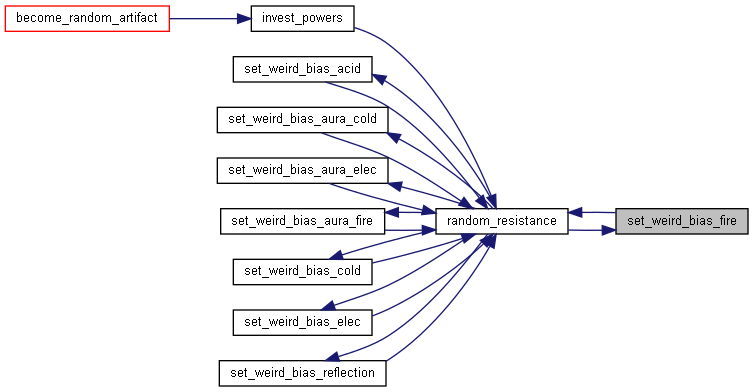 become_random_artifact
invest_powers
set_weird_bias_acid
set_weird_bias_aura_cold
set_weird_bias_aura_elec
set_weird_bias_aura_fire
random_resistance
set_weird_bias_fire
set_weird_bias_cold
set_weird_bias_elec
set_weird_bias_reflection